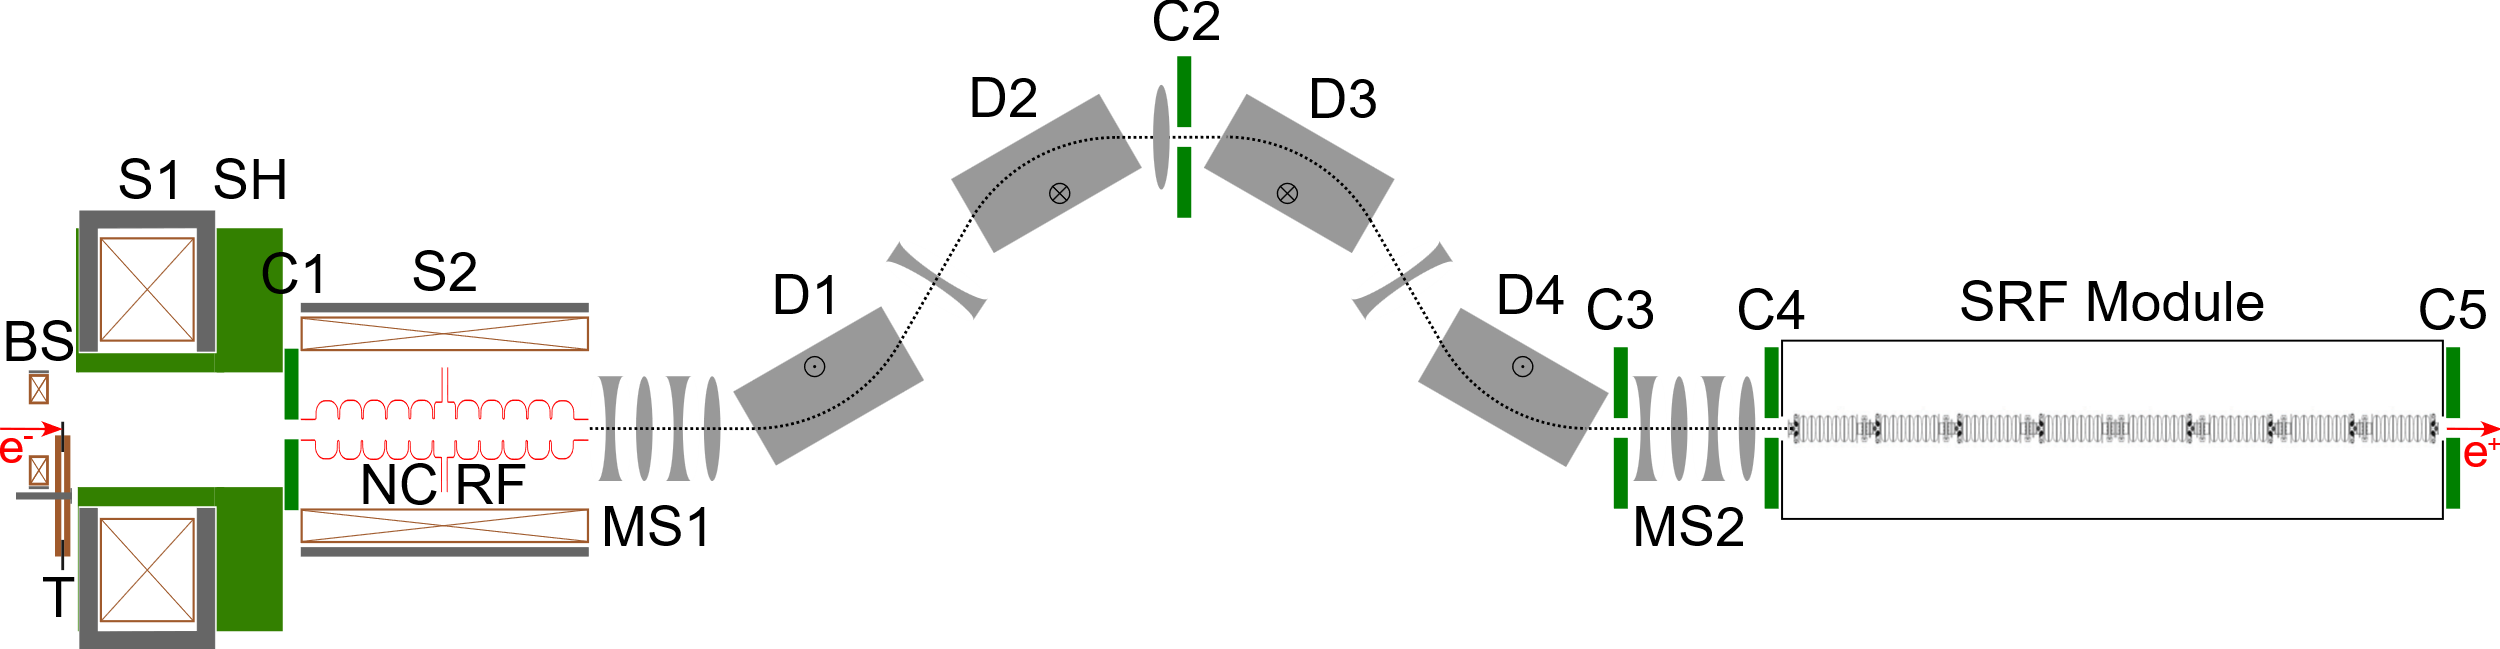 C2
D2
D3
S1
SH
C1
S2
D1
D4
C3
C4
SRF Module
C5
BS
e-
e+
NC RF
MS1
MS2
T